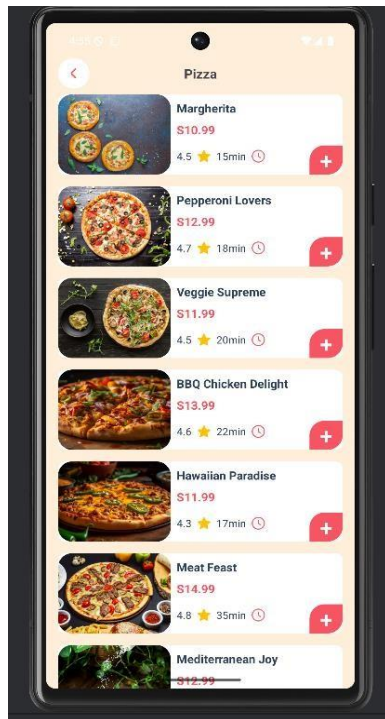 4:35
Pizza
Margherita
$10.99
4.5 15min
Pepperoni Lovers
$12.99
4.7 18min
Veggie Supreme
$11.99
4.5 20min
BBQ Chicken Delight
$13.99
4.6 22min
Hawaiian Paradise
$11.99
4.3 17min
Meat Feast
$14.99
4.8 35min
Mediterranean Joy
$12.99